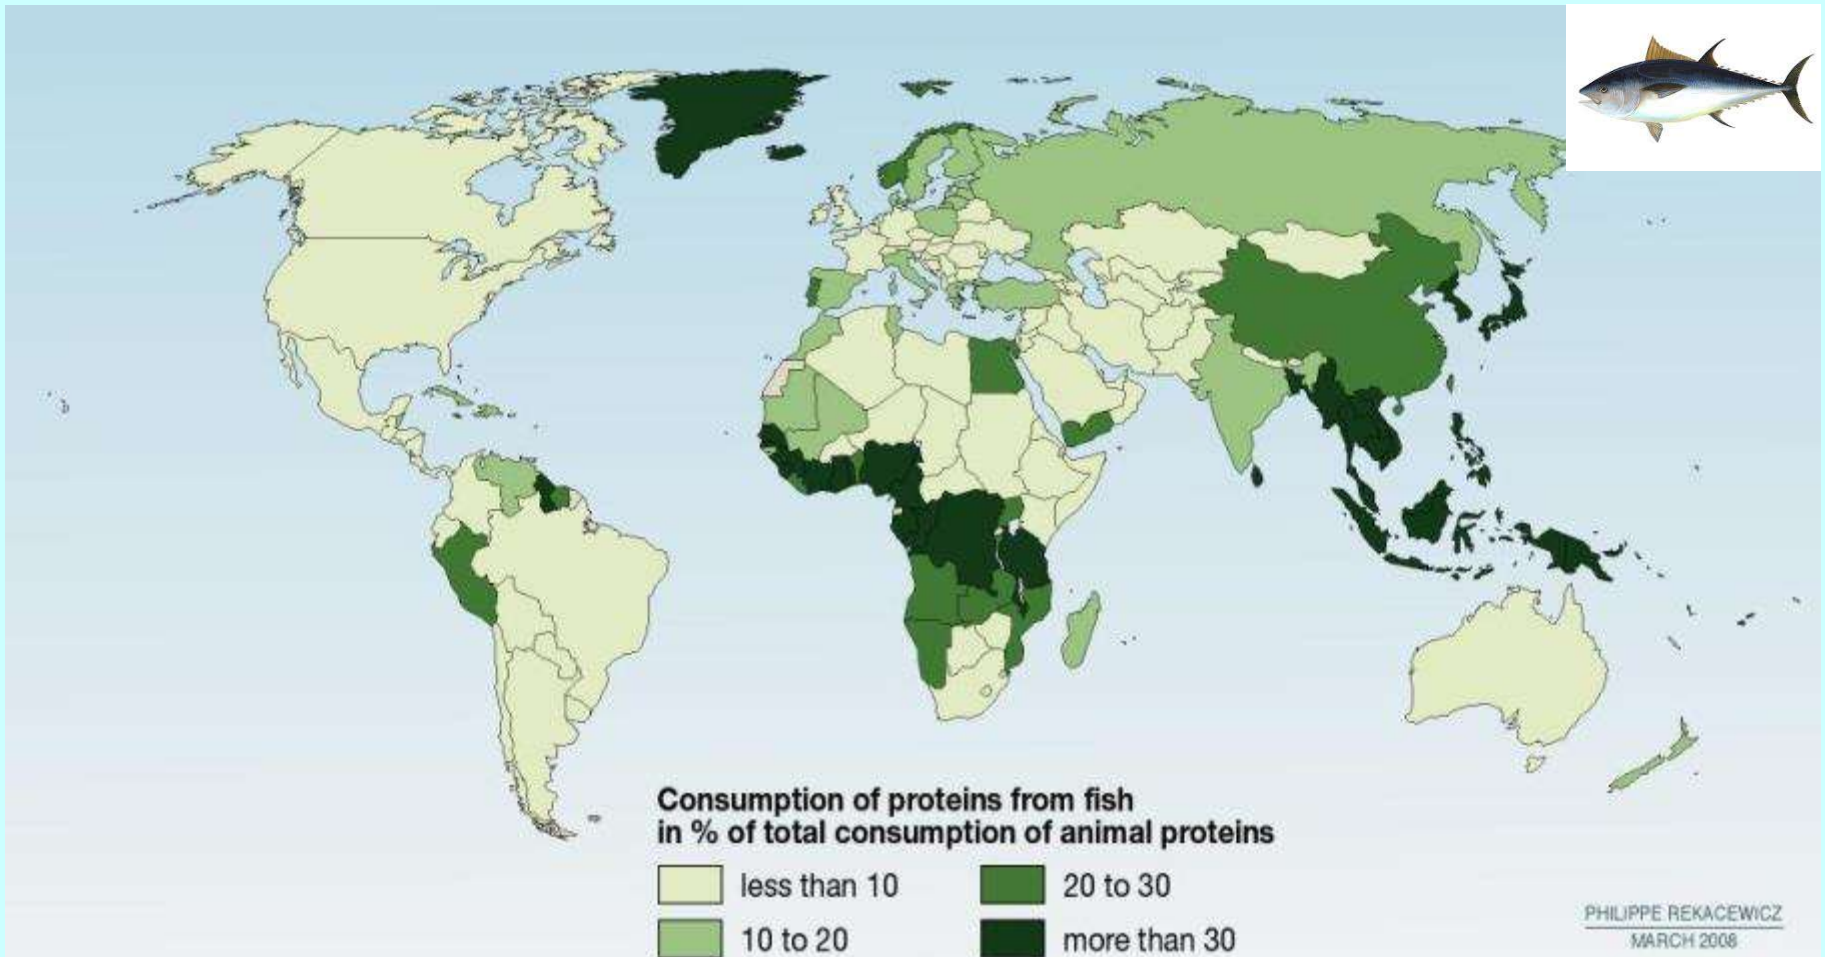 Consumption of proteins from fish
in % of total consumption of animal proteins
less than 10
20 to 30
10 to 20
more than 30
PHILIPPE REKACEWICZ
MARCH 2008